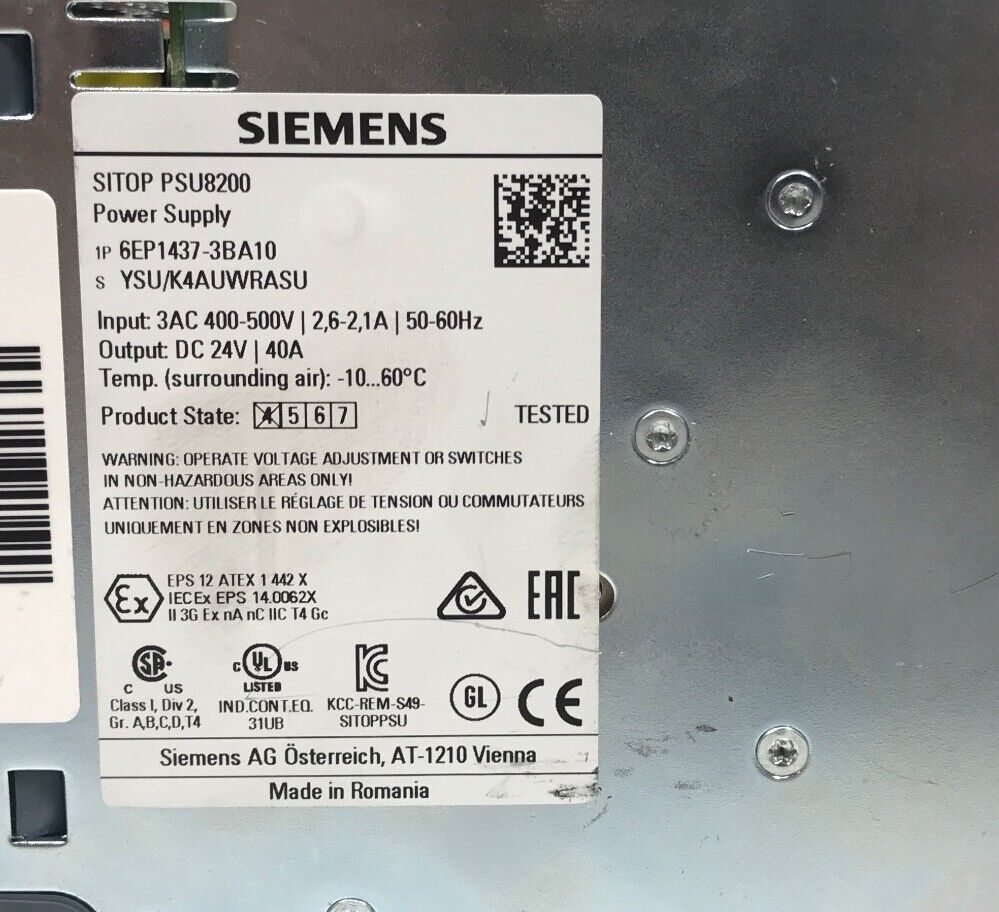 SIEMENS
SITOP PSU8200
Power Supply
1P 6EP1437-3BA10
S YSU/K4AUWRASU
Input: 3AC 400-500V | 2,6-2,1A | 50-60Hz
Output: DC 24V | 40A
Temp. (surrounding air): -10...60°C
Product State: 4 5 6 7 TESTED
WARNING: OPERATE VOLTAGE ADJUSTMENT OR SWITCHES
IN NON-HAZARDOUS AREAS ONLY!
ATTENTION: UTILISER LE RÉGLAGE DE TENSION OU COMMUTATEURS
UNIQUEMENT EN ZONES NON EXPLOSIBLES!
Ex
EPS 12 ATEX 1 442 X
IECEx EPS 14.0062X
II 3G Ex nA nC IIC T4 Gc
EAC
SA
C US
Class I, Div 2,
Gr. A,B,C,D,T4
C UL US
LISTED
IND.CONT.EQ.
31UB
KC
KCC-REM-S49-
SITOPPSU
GL
CE
Siemens AG Österreich, AT-1210 Vienna
Made in Romania